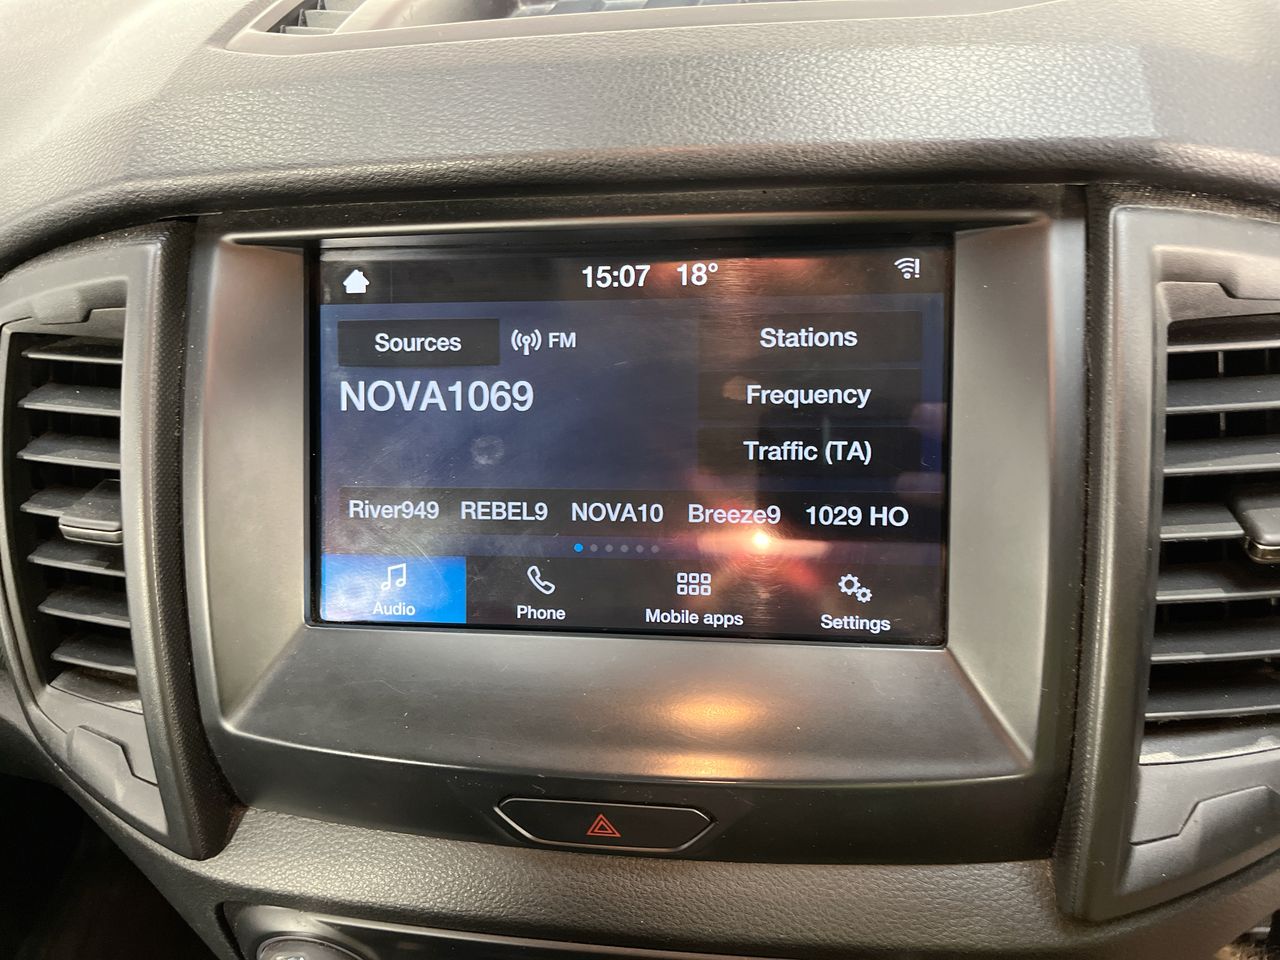 15:07 18°
Sources FM
Stations
NOVA1069
Frequency
Traffic (TA)
River949 REBEL9 NOVA10 Breeze9 1029 HO
Audio Phone Mobile apps Settings